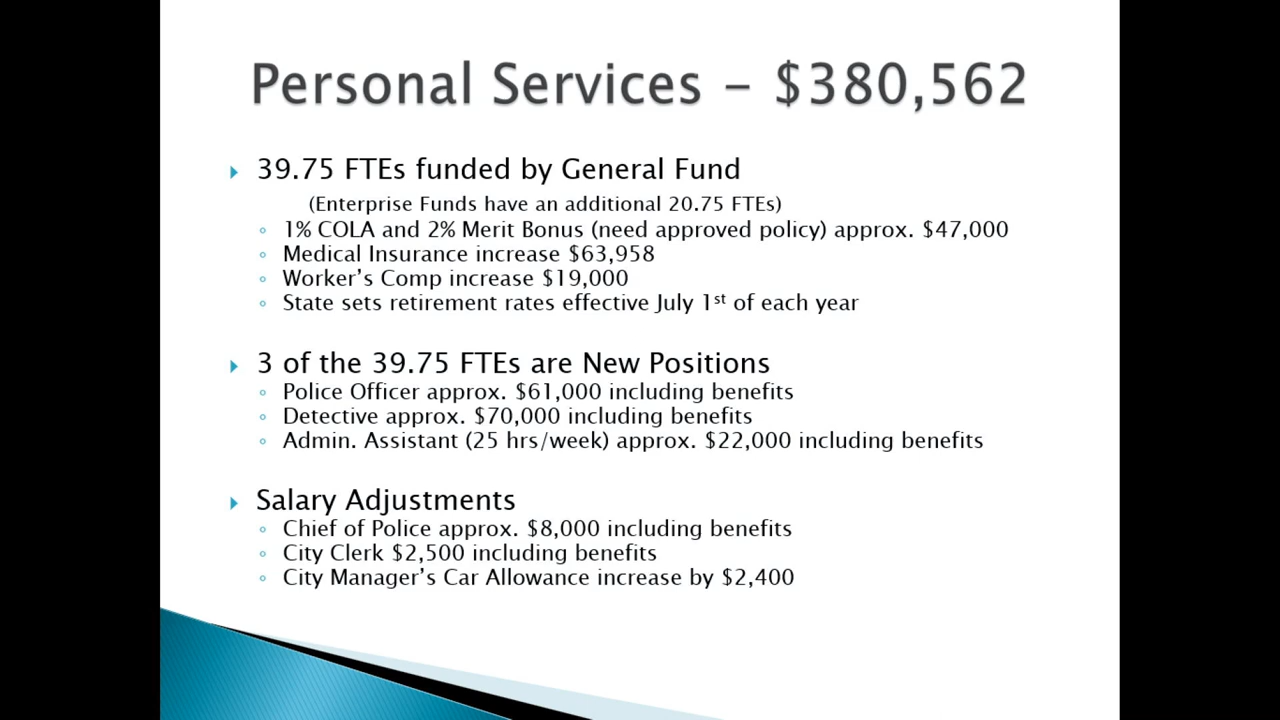 Personal Services – $380,562
39.75 FTEs funded by General Fund
(Enterprise Funds have an additional 20.75 FTEs)
1% COLA and 2% Merit Bonus (need approved policy) approx. $47,000
Medical Insurance increase $63,958
Worker’s Comp increase $19,000
State sets retirement rates effective July 1st of each year
3 of the 39.75 FTEs are New Positions
Police Officer approx. $61,000 including benefits
Detective approx. $70,000 including benefits
Admin. Assistant (25 hrs/week) approx. $22,000 including benefits
Salary Adjustments
Chief of Police approx. $8,000 including benefits
City Clerk $2,500 including benefits
City Manager’s Car Allowance increase by $2,400